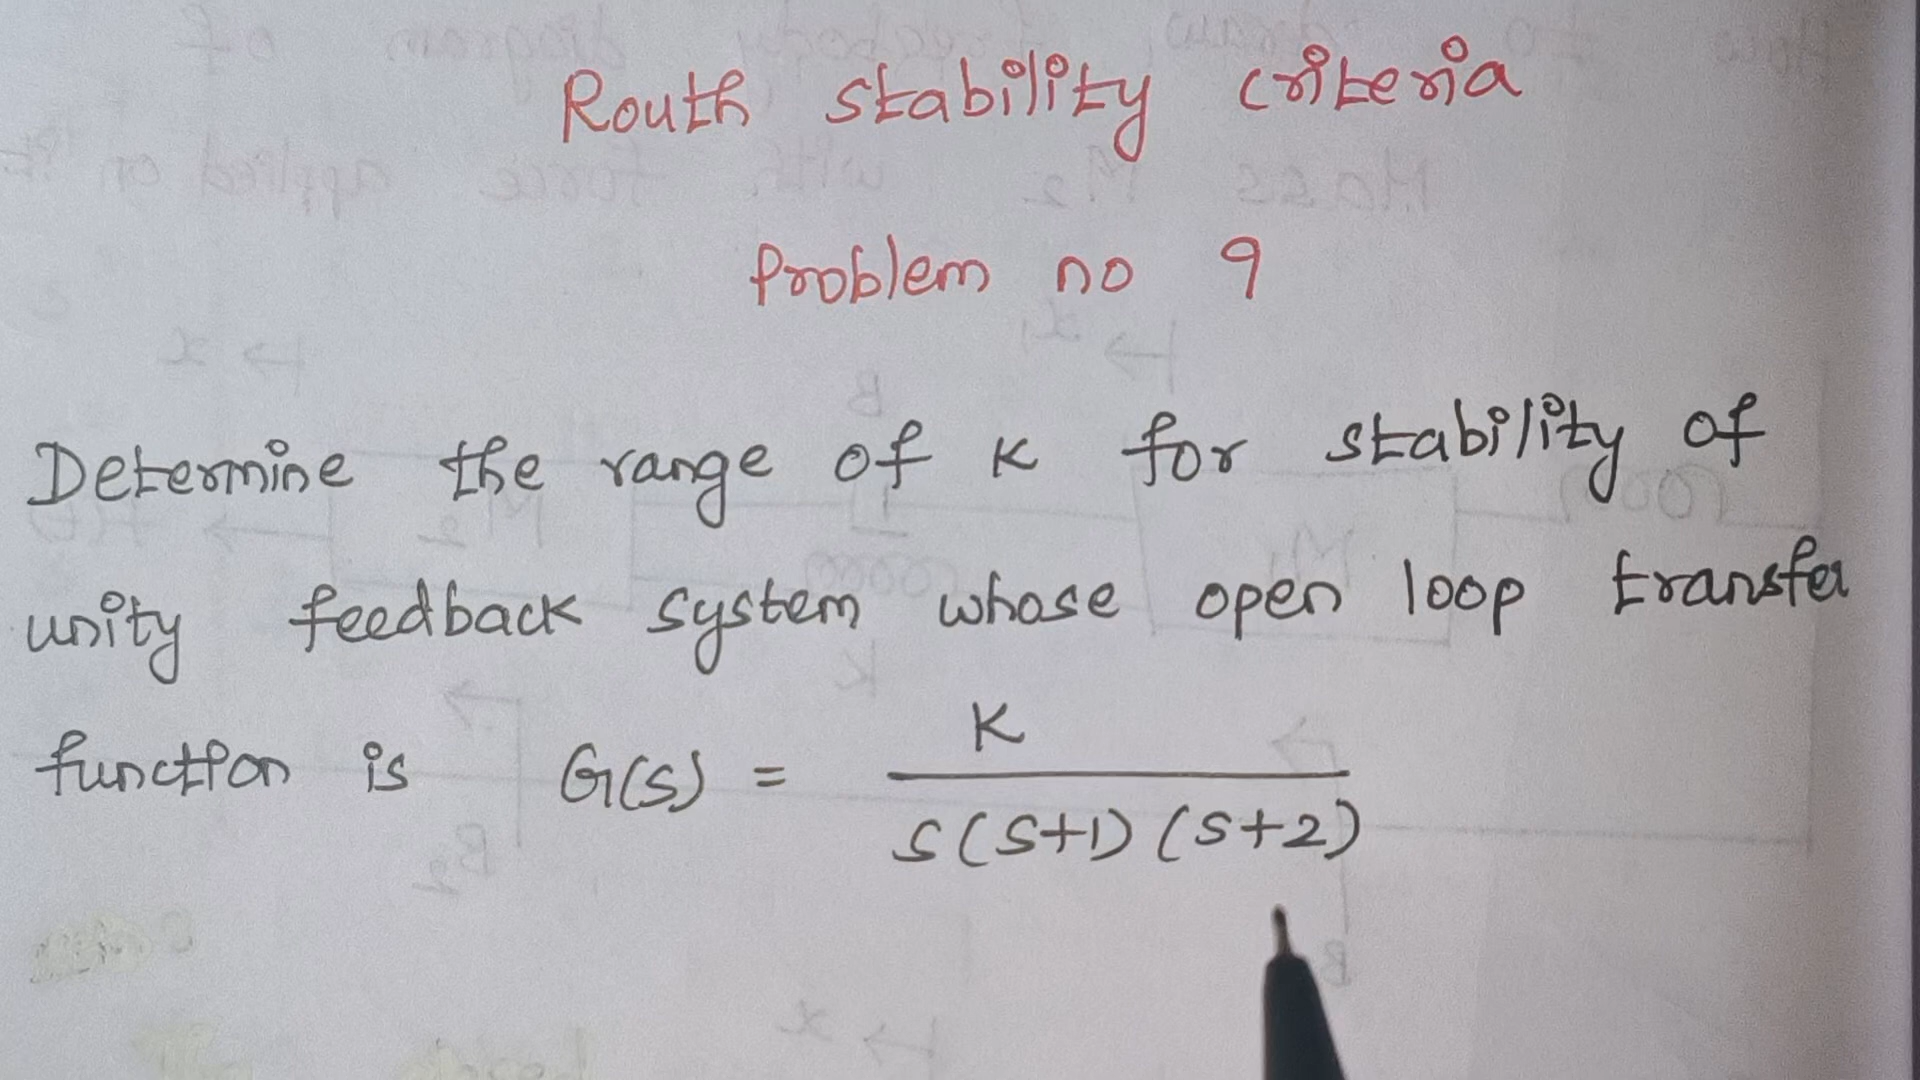 Routh stability criteria
Problem no 9
Determine the range of K for stability of
unity feedback system whose open loop transfer
function is G(s) = K / s(s+1)(s+2)